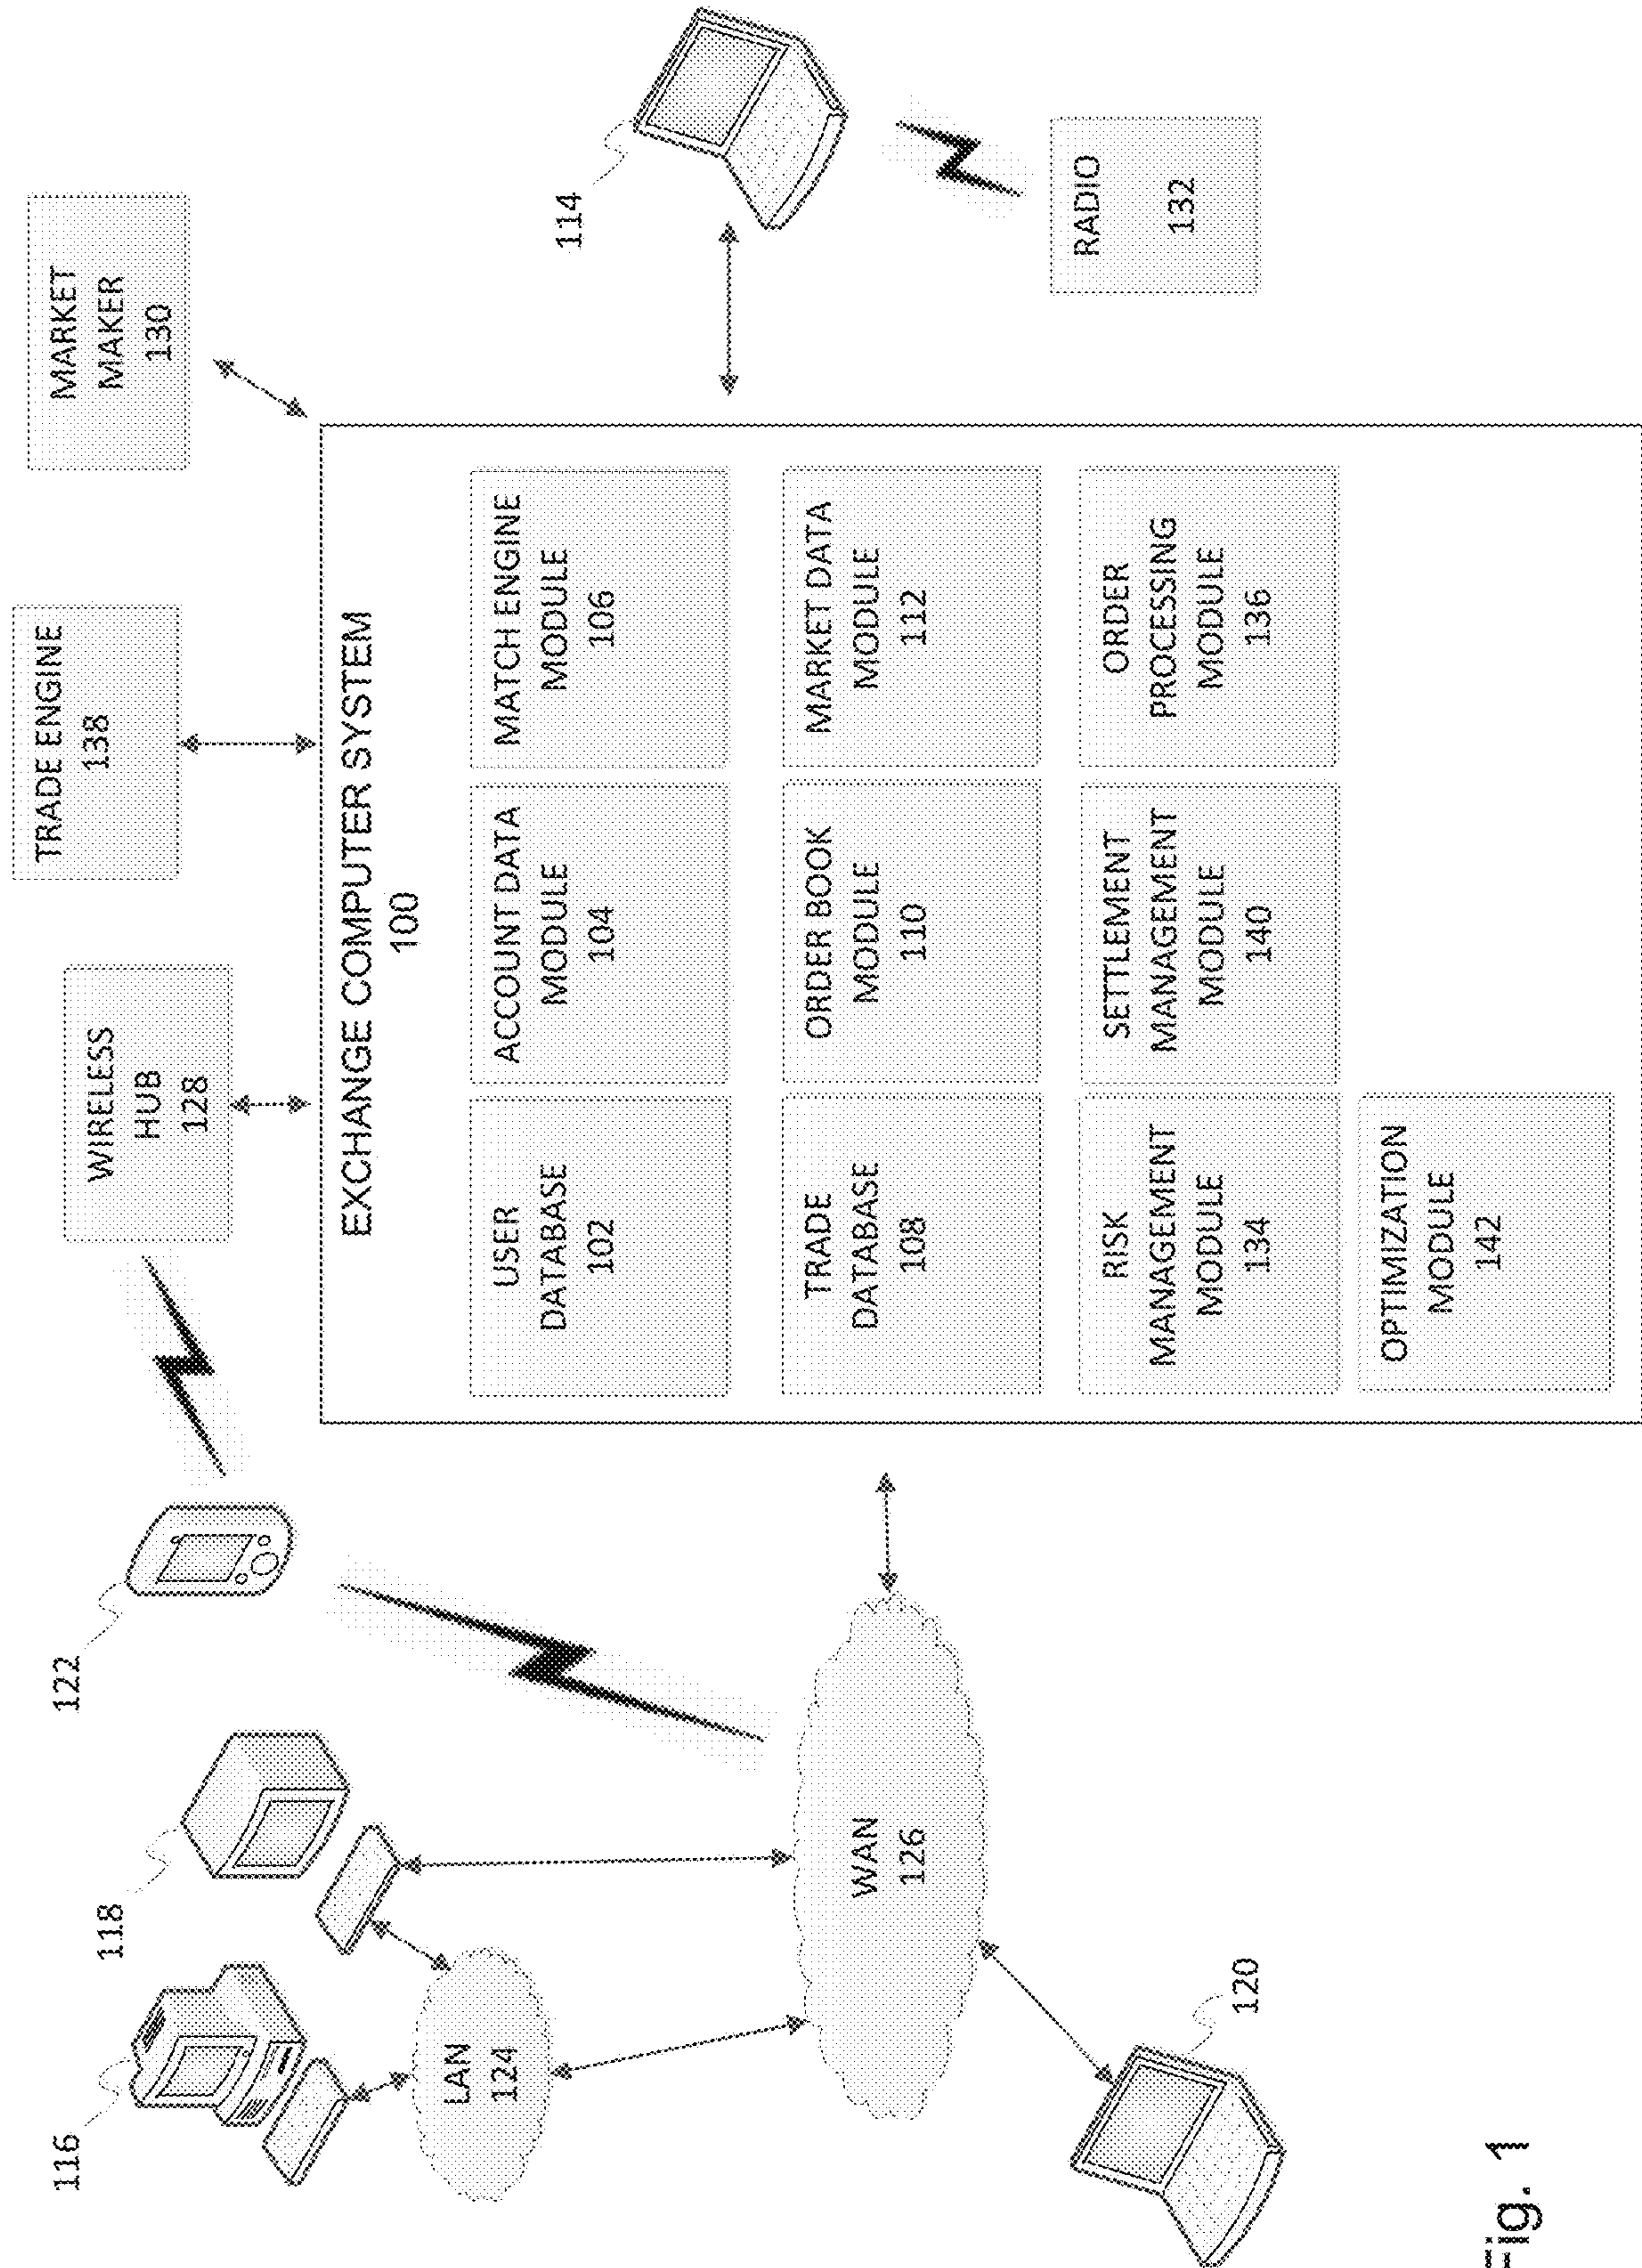 116
118
122
WIRELESS
HUB
128
TRADE ENGINE
138
MARKET
MAKER
130
LAN
124
WAN
126
120
EXCHANGE COMPUTER SYSTEM
100
USER
DATABASE
102
ACCOUNT DATA
MODULE
104
MATCH ENGINE
MODULE
106
TRADE
DATABASE
108
ORDER BOOK
MODULE
110
MARKET DATA
MODULE
112
RISK
MANAGEMENT
MODULE
134
SETTLEMENT
MANAGEMENT
MODULE
140
ORDER
PROCESSING
MODULE
136
OPTIMIZATION
MODULE
142
114
RADIO
132
Fig. 1